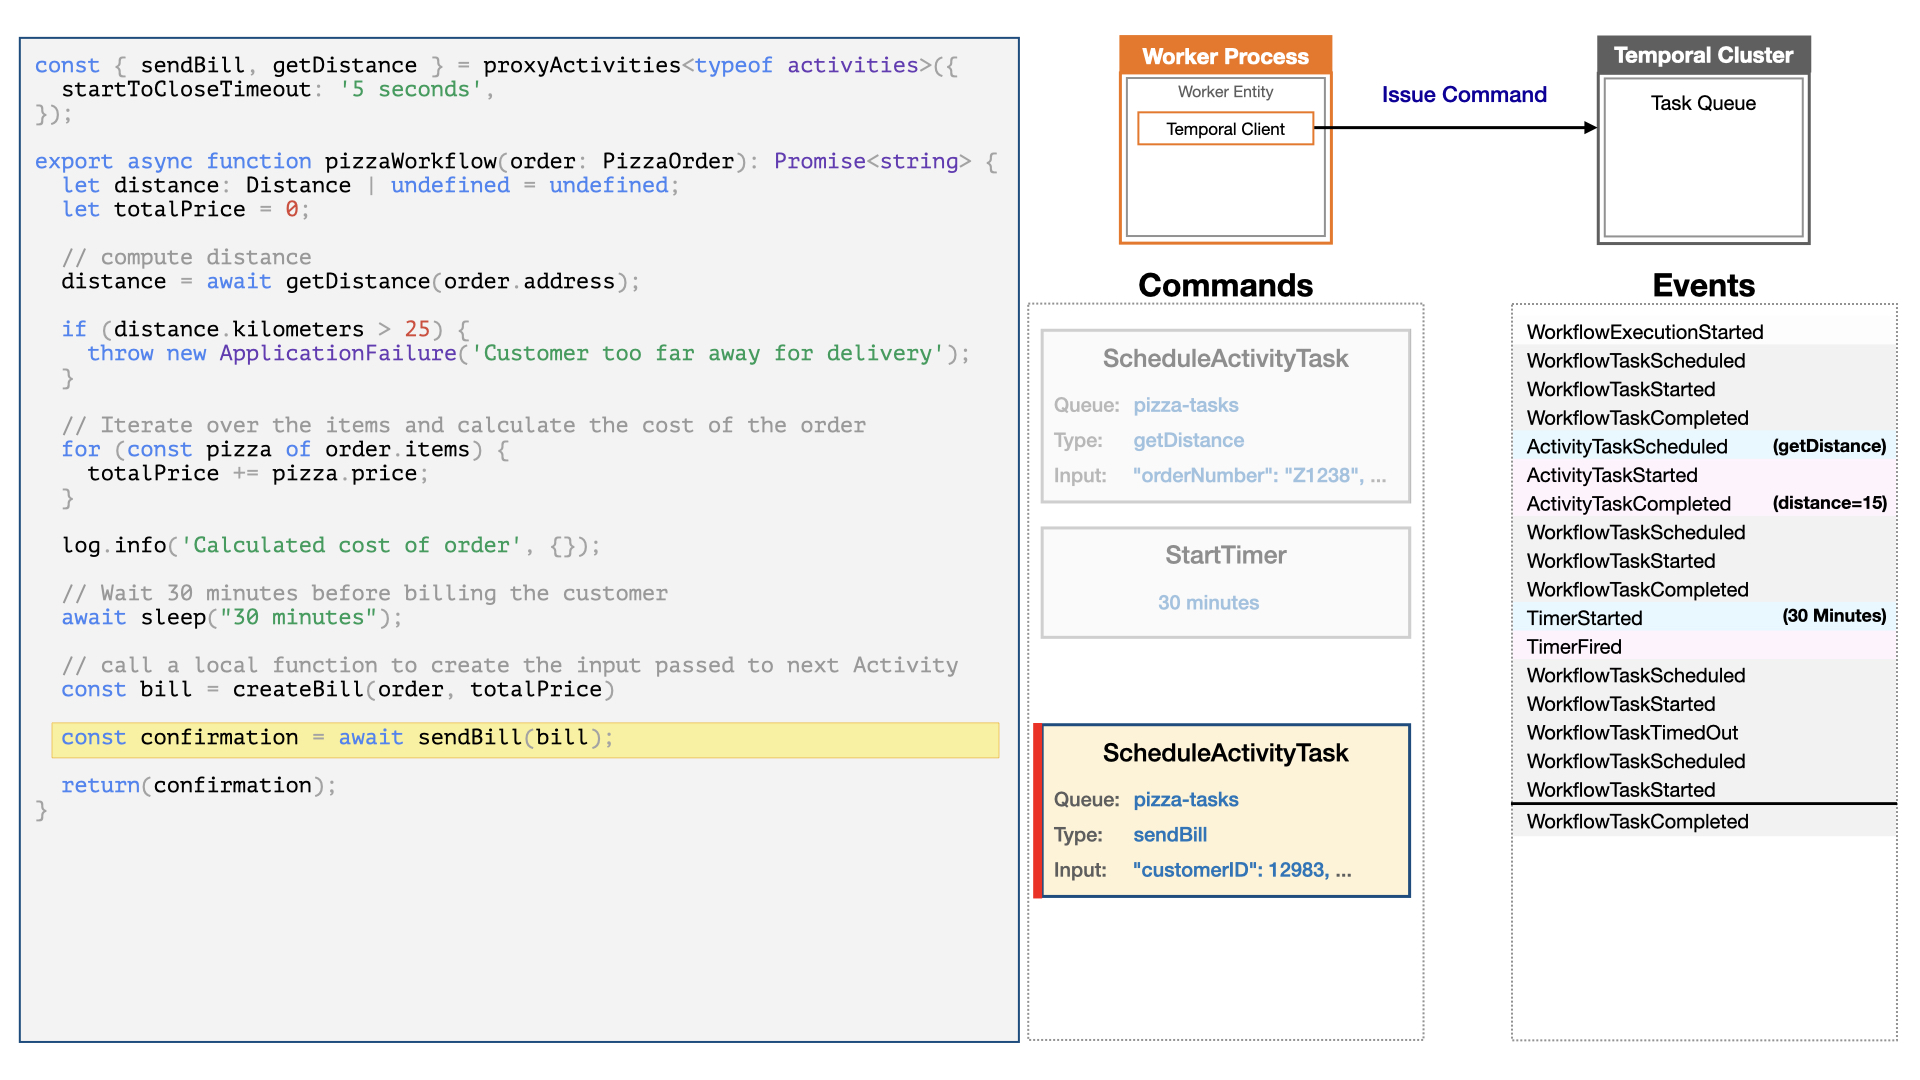 const { sendBill, getDistance } = proxyActivities<typeof activities>({
  startToCloseTimeout: '5 seconds',
});

export async function pizzaWorkflow(order: PizzaOrder): Promise<string> {
  let distance: Distance | undefined = undefined;
  let totalPrice = 0;

  // compute distance
  distance = await getDistance(order.address);

  if (distance.kilometers > 25) {
    throw new ApplicationFailure('Customer too far away for delivery');
  }

  // Iterate over the items and calculate the cost of the order
  for (const pizza of order.items) {
    totalPrice += pizza.price;
  }

  log.info('Calculated cost of order', {});

  // Wait 30 minutes before billing the customer
  await sleep("30 minutes");

  // call a local function to create the input passed to next Activity
  const bill = createBill(order, totalPrice)

  const confirmation = await sendBill(bill);

  return(confirmation);
}
Worker Process
Worker Entity
Temporal Client
Issue Command
Temporal Cluster
Task Queue
Commands
ScheduleActivityTask
Queue: pizza-tasks
Type: getDistance
Input: "orderNumber": "Z1238", ...
StartTimer
30 minutes
ScheduleActivityTask
Queue: pizza-tasks
Type: sendBill
Input: "customerID": 12983, ...
Events
WorkflowExecutionStarted
WorkflowTaskScheduled
WorkflowTaskStarted
WorkflowTaskCompleted
ActivityTaskScheduled (getDistance)
ActivityTaskStarted
ActivityTaskCompleted (distance=15)
WorkflowTaskScheduled
WorkflowTaskStarted
WorkflowTaskCompleted
TimerStarted (30 Minutes)
TimerFired
WorkflowTaskScheduled
WorkflowTaskStarted
WorkflowTaskTimedOut
WorkflowTaskScheduled
WorkflowTaskStarted
WorkflowTaskCompleted